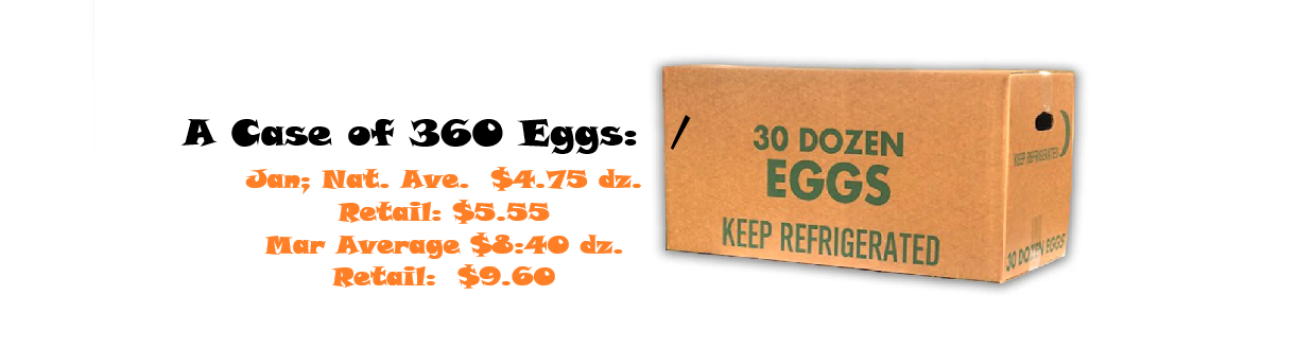 A Case of 360 Eggs: /
Jan; Nat. Ave. $4.75 dz.
Retail: $5.55
Mar Average $8:40 dz.
Retail: $9.60
30 DOZEN
EGGS
KEEP REFRIGERATED
KEEP REFRIGERATED
30 DOZEN EGGS